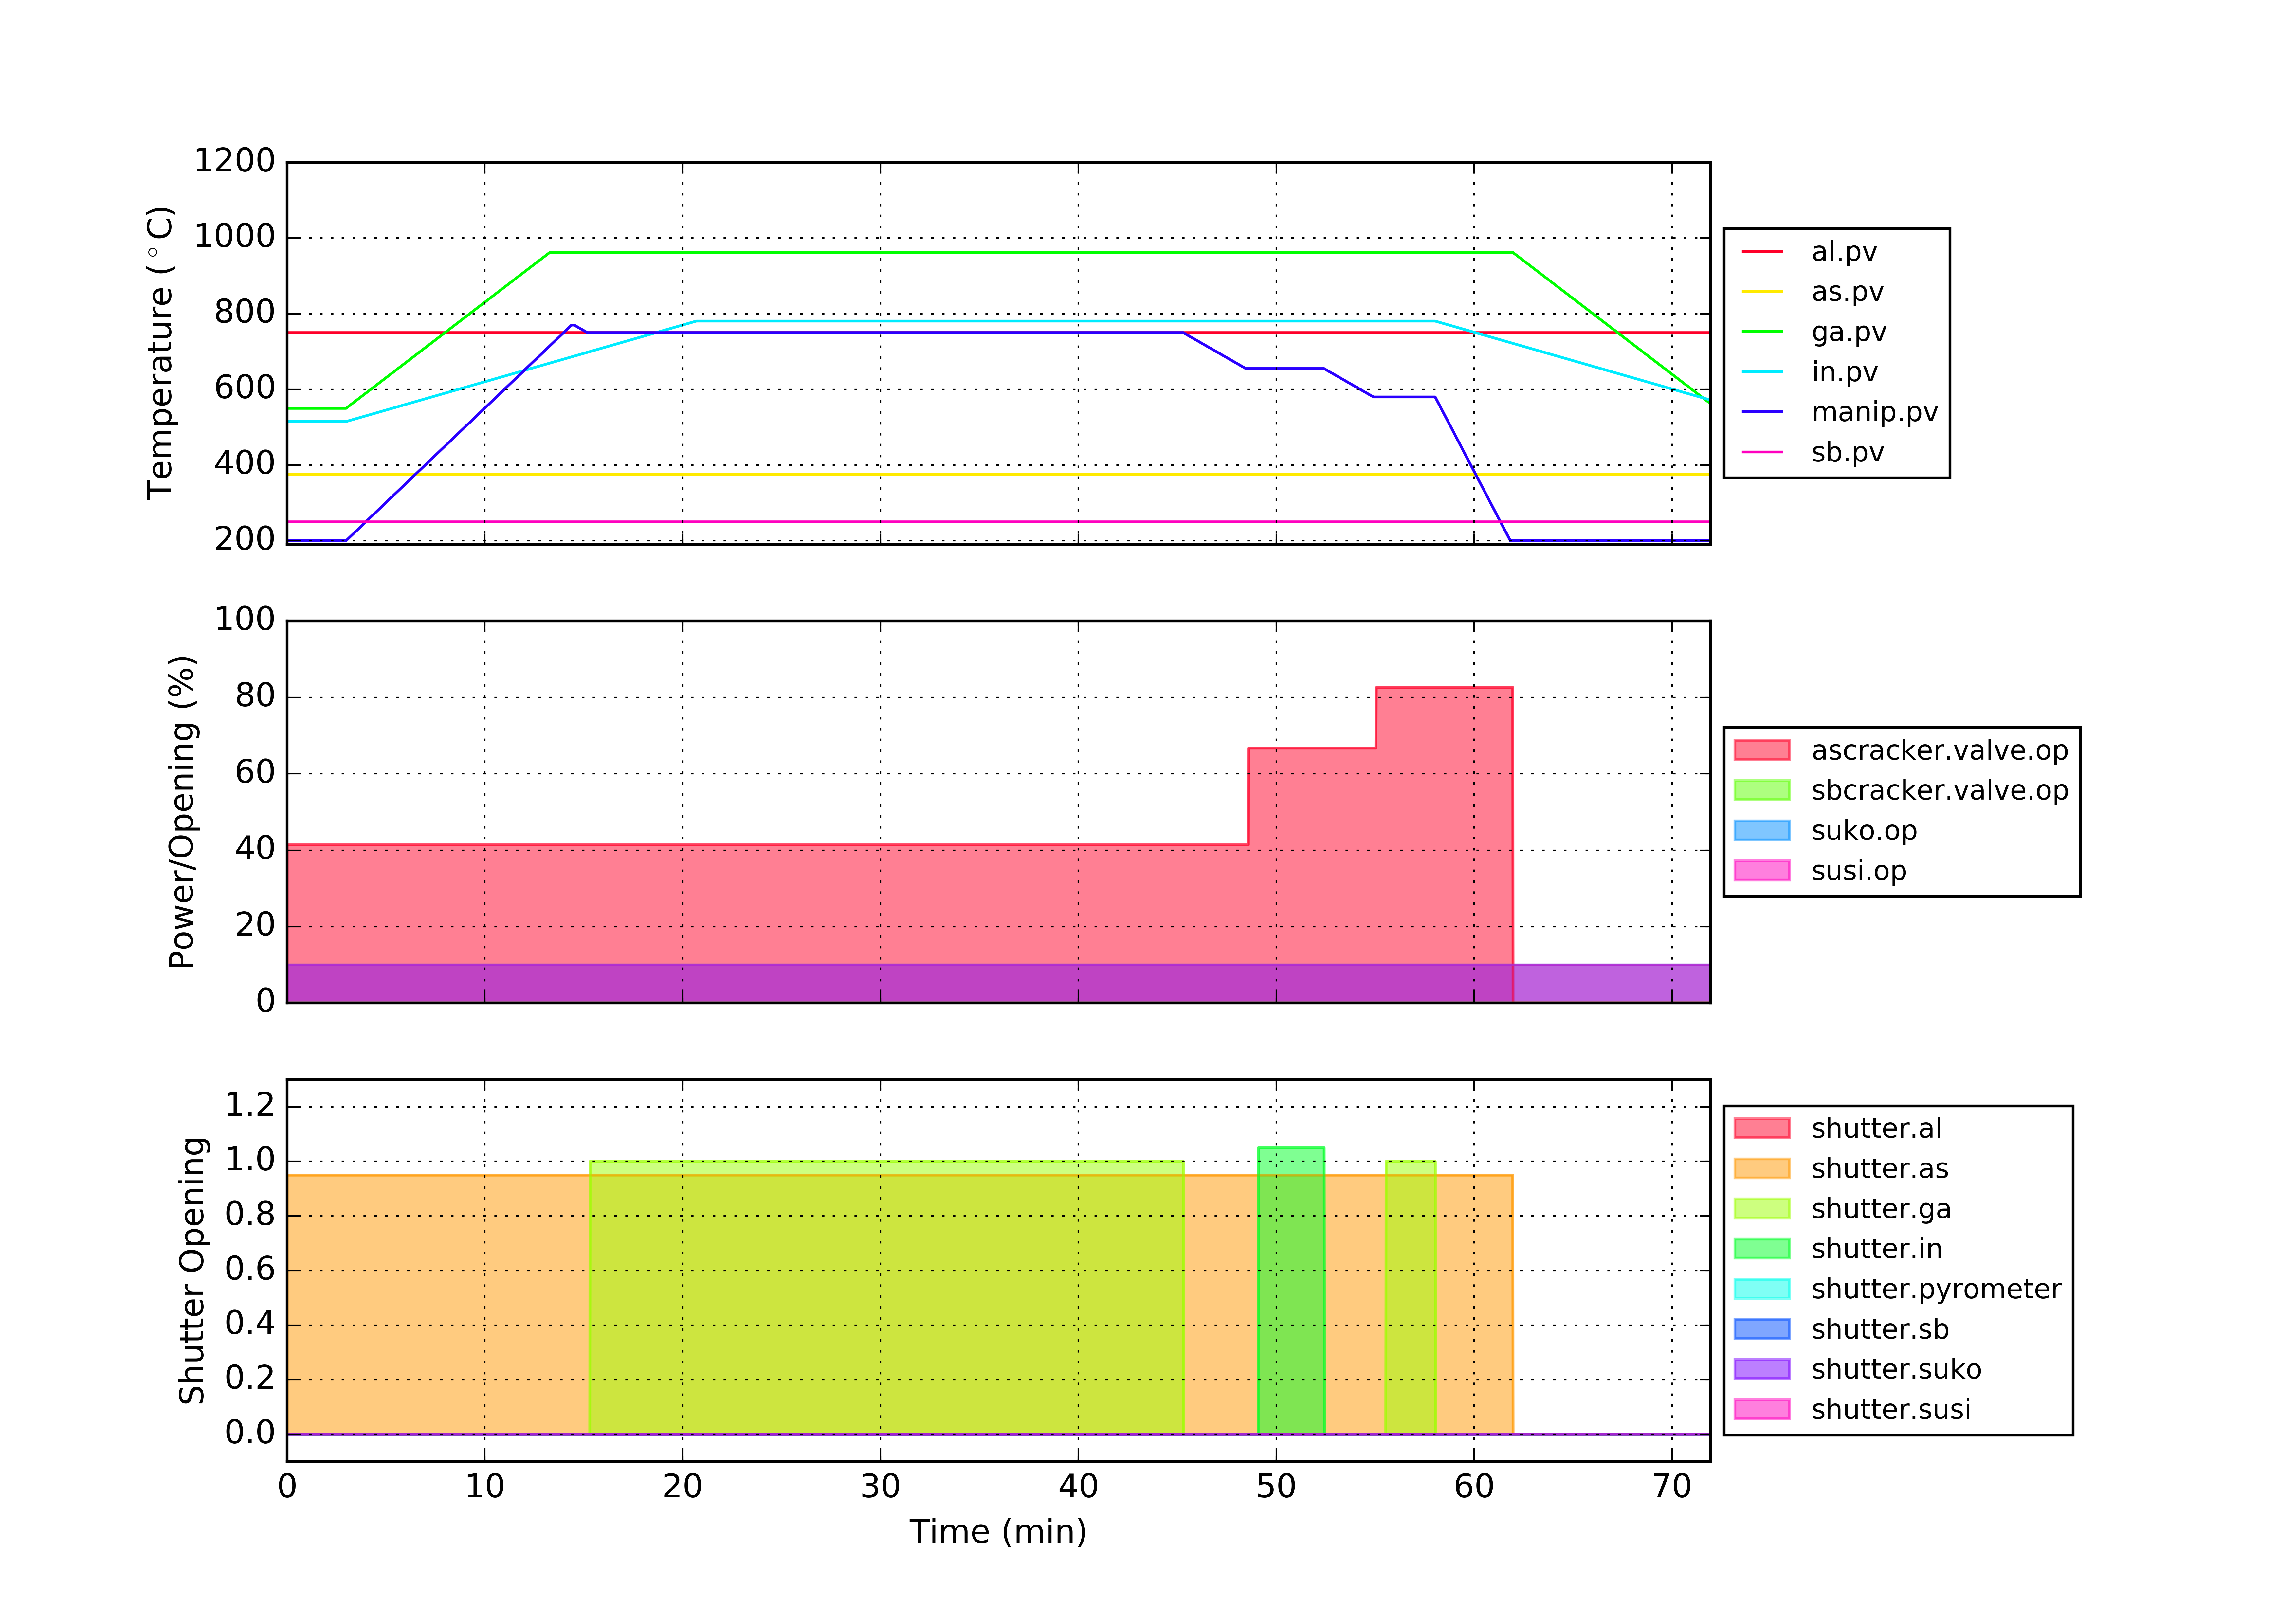 1200
1000
800
600
400
200
Temperature (°C)
al.pv
as.pv
ga.pv
in.pv
manip.pv
sb.pv
100
80
60
40
20
0
Power/Opening (%)
ascracker.valve.op
sbcracker.valve.op
suko.op
susi.op
1.2
1.0
0.8
0.6
0.4
0.2
0.0
Shutter Opening
shutter.al
shutter.as
shutter.ga
shutter.in
shutter.pyrometer
shutter.sb
shutter.suko
shutter.susi
0 10 20 30 40 50 60 70
Time (min)